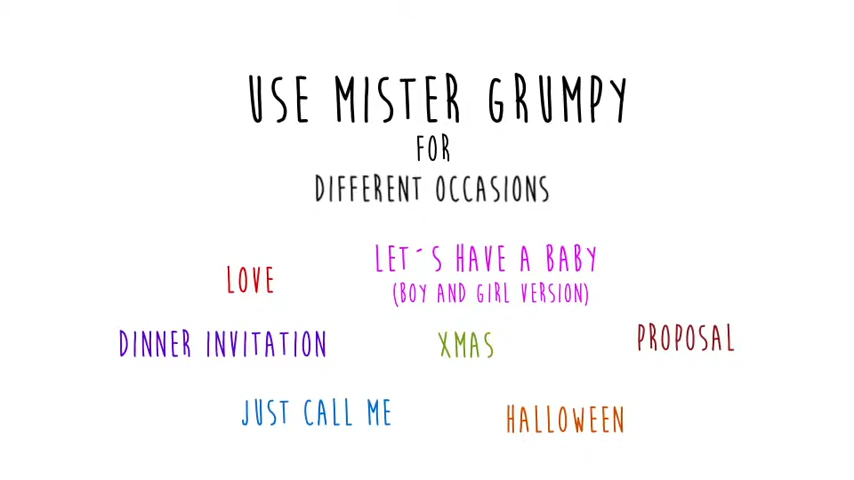 USE MISTER GRUMPY
FOR
DIFFERENT OCCASIONS
LET´S HAVE A BABY
(BOY AND GIRL VERSION)
LOVE
DINNER INVITATION
XMAS
PROPOSAL
JUST CALL ME
HALLOWEEN